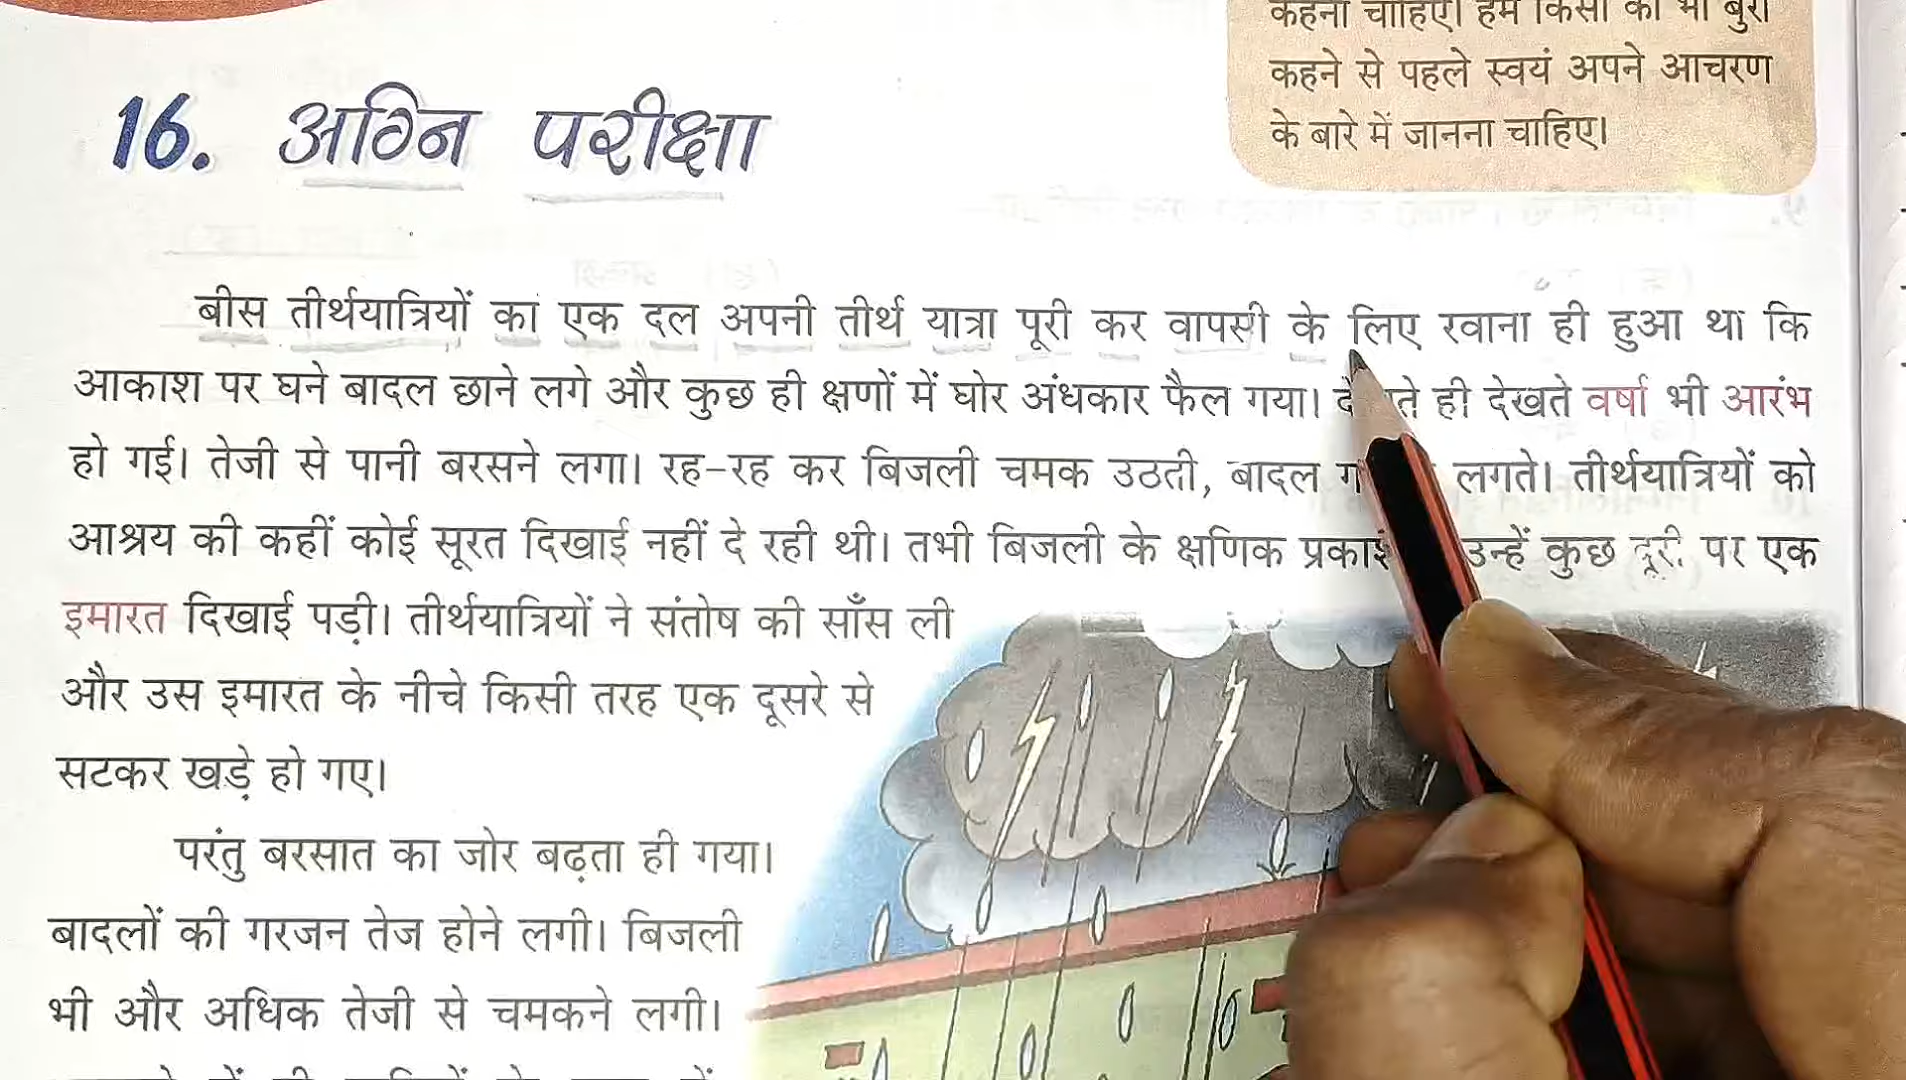 कहना चाहिए। हमें किसी को भी बुरा
कहने से पहले स्वयं अपने आचरण
के बारे में जानना चाहिए।
16. अग्नि परीक्षा
बीस तीर्थयात्रियों का एक दल अपनी तीर्थ यात्रा पूरी कर वापसी के लिए रवाना ही हुआ था कि
आकाश पर घने बादल छाने लगे और कुछ ही क्षणों में घोर अंधकार फैल गया। ही देखते वर्षा भी आरंभ
हो गई। तेजी से पानी बरसने लगा। रह-रह कर बिजली चमक उठती, बादल लगते। तीर्थयात्रियों को
आश्रय की कहीं कोई सूरत दिखाई नहीं दे रही थी। तभी बिजली के क्षणिक उन्हें कुछ दूरी पर एक
इमारत दिखाई पड़ी। तीर्थयात्रियों ने संतोष की साँस ली
और उस इमारत के नीचे किसी तरह एक दूसरे से
सटकर खड़े हो गए।
परंतु बरसात का जोर बढ़ता ही गया।
बादलों की गरजन तेज होने लगी। बिजली
भी और अधिक तेजी से चमकने लगी।